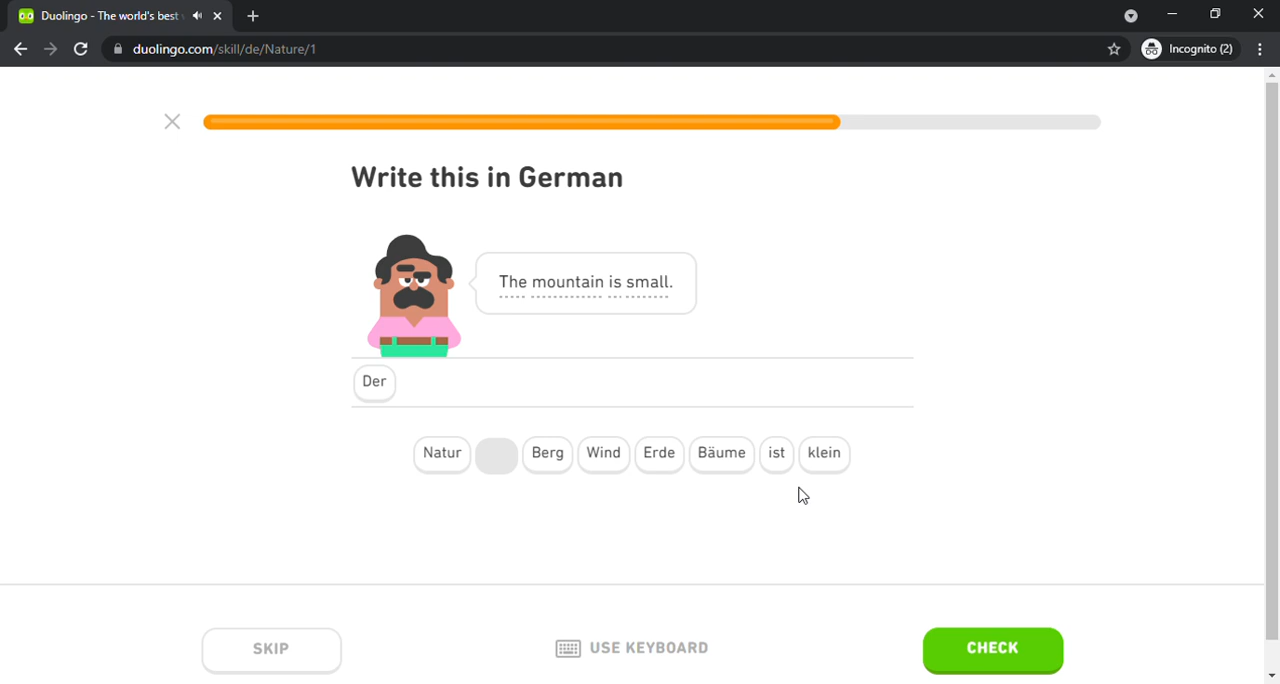 Duolingo - The world's best
duolingo.com/skill/de/Nature/1
Incognito (2)
Write this in German
The mountain is small.
Der
Natur Berg Wind Erde Bäume ist klein
SKIP USE KEYBOARD CHECK